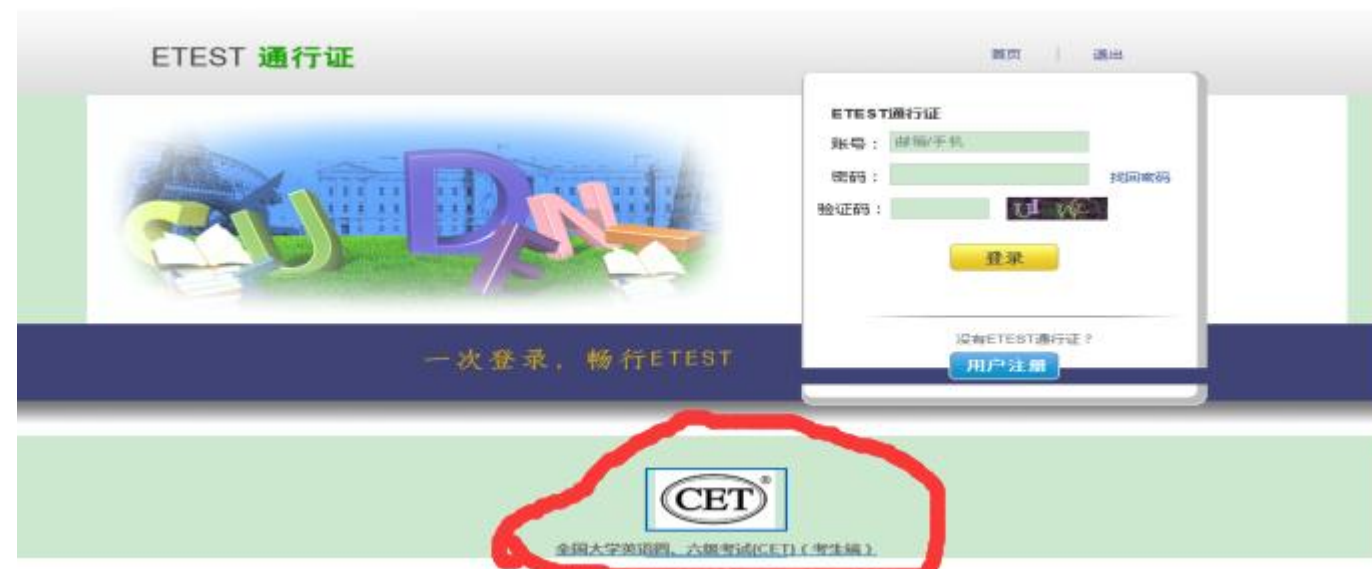 ETEST 通行证
首页 | 退出
ETEST通行证
账号： 邮箱/手机
密码： 找回密码
验证码：
登录
没有ETEST通行证？
一次登录，畅行ETEST
用户注册
CET®
全国大学英语四、六级考试(CET)（考生端）